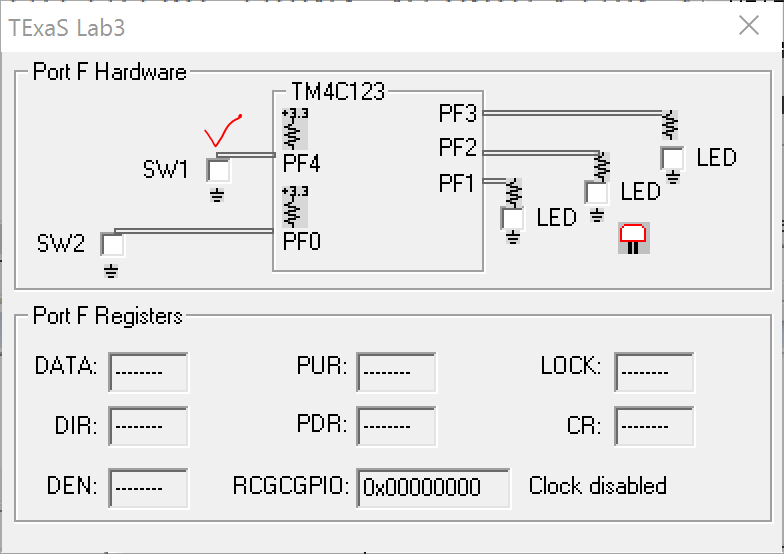 TExaS Lab3
Port F Hardware
TM4C123
+3.3
PF3
PF2
LED
SW1
PF4
PF1
LED
+3.3
LED
SW2
PF0
Port F Registers
DATA: -------- PUR: -------- LOCK: --------
DIR: -------- PDR: -------- CR: --------
DEN: -------- RCGCGPIO: 0x00000000 Clock disabled